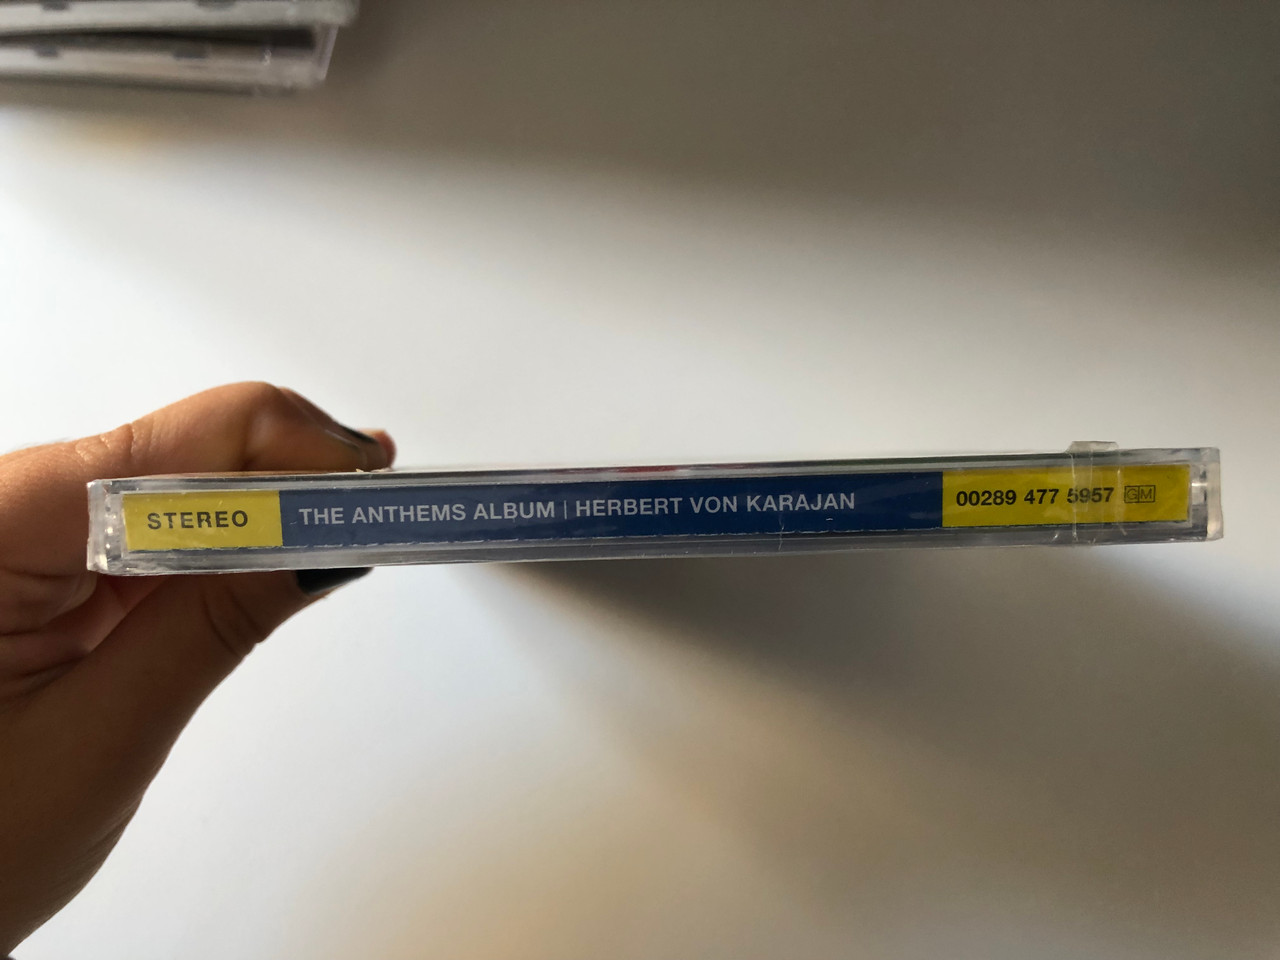 STEREO THE ANTHEMS ALBUM | HERBERT VON KARAJAN 00289 477 5957 GM